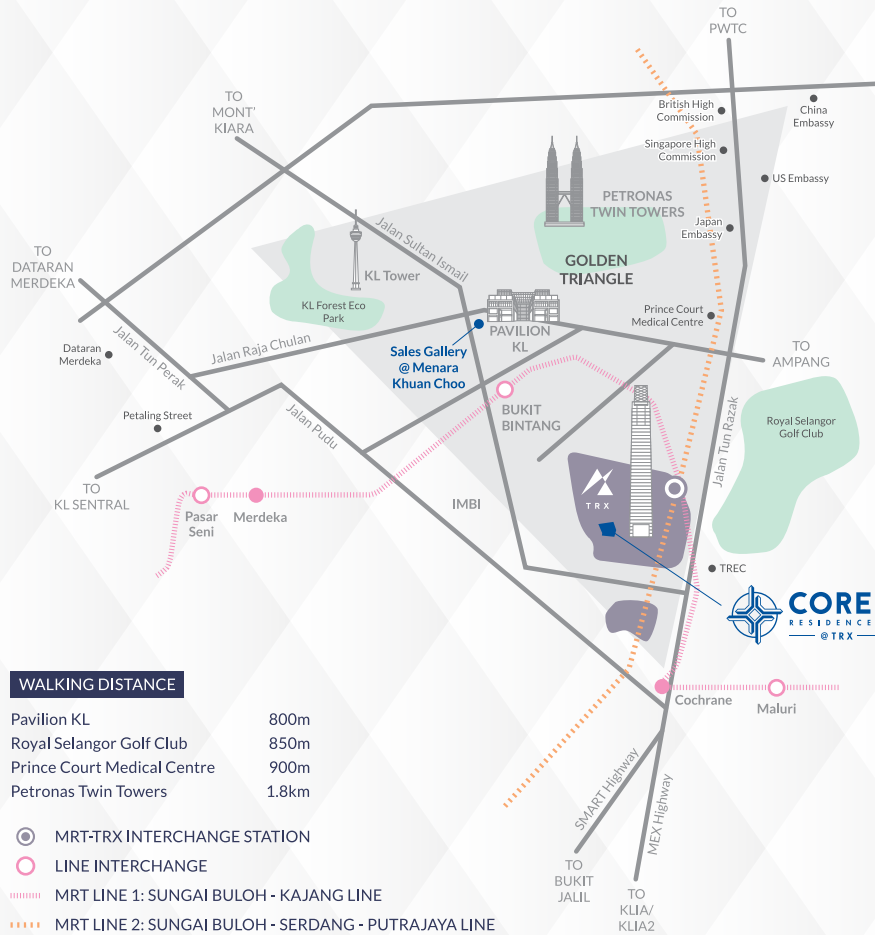 TO
PWTC
TO
MONT'
KIARA
British High
Commission
China
Embassy
Singapore High
Commission
US Embassy
PETRONAS
TWIN TOWERS
Japan
Embassy
Jalan Sultan Ismail
TO
DATARAN
MERDEKA
KL Tower
GOLDEN
TRIANGLE
KL Forest Eco
Park
Prince Court
Medical Centre
PAVILION
KL
Jalan Raja Chulan
Jalan Tun Perak
Dataran
Merdeka
Sales Gallery
@ Menara
Khuan Choo
TO
AMPANG
Petaling Street
Jalan Pudu
BUKIT
BINTANG
Jalan Tun Razak
Royal Selangor
Golf Club
TO
KL SENTRAL
Pasar
Seni
Merdeka
IMBI
TRX
TREC
CORE
RESIDENCE
@TRX
WALKING DISTANCE
Pavilion KL 800m
Royal Selangor Golf Club 850m
Prince Court Medical Centre 900m
Petronas Twin Towers 1.8km
Cochrane
Maluri
SMART Highway
MEX Highway
TO
BUKIT
JALIL
TO
KLIA/
KLIA2
MRT-TRX INTERCHANGE STATION
LINE INTERCHANGE
MRT LINE 1: SUNGAI BULOH - KAJANG LINE
MRT LINE 2: SUNGAI BULOH - SERDANG - PUTRAJAYA LINE